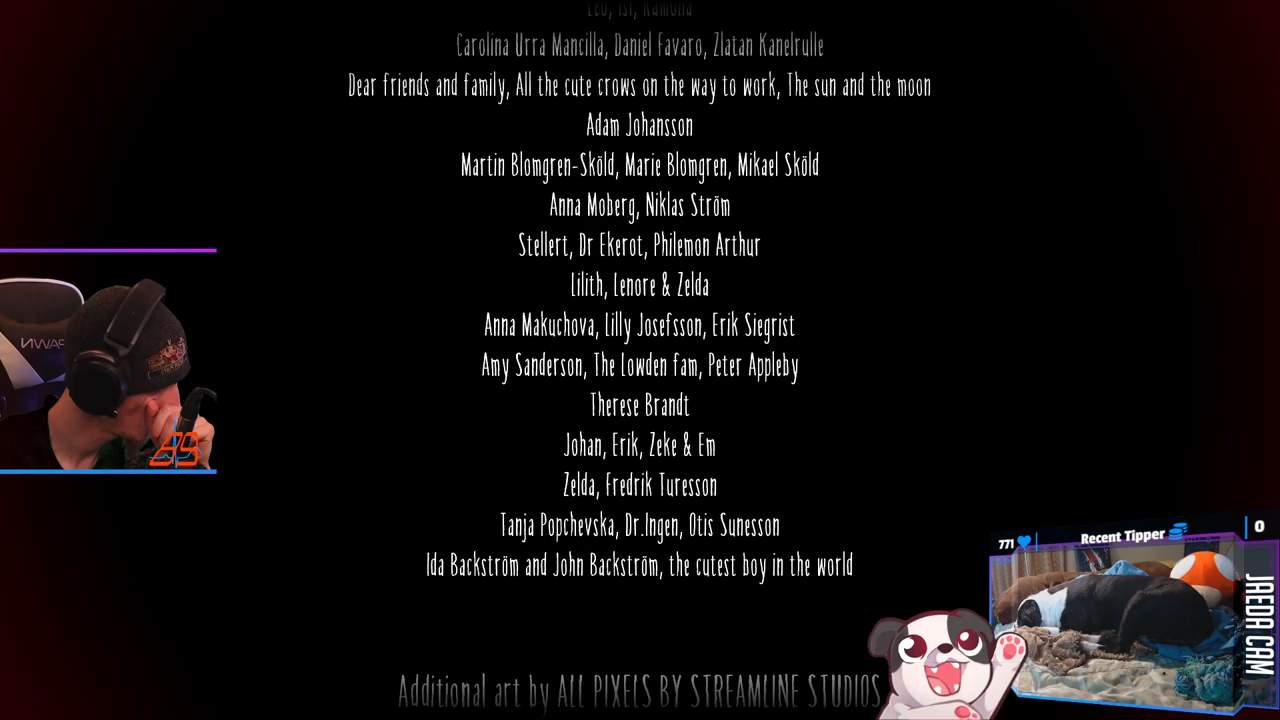 Leo, Isi, Ramona
Carolina Urra Mancilla, Daniel Favaro, Zlatan Kanelrulle
Dear friends and family, All the cute crows on the way to work, The sun and the moon
Adam Johansson
Martin Blomgren-Sköld, Marie Blomgren, Mikael Sköld
Anna Moberg, Niklas Ström
Stellert, Dr Ekerot, Philemon Arthur
Lilith, Lenore & Zelda
Anna Makuchova, Lilly Josefsson, Erik Siegrist
Amy Sanderson, The Lowden fam, Peter Appleby
Therese Brandt
Johan, Erik, Zeke & Em
Zelda, Fredrik Turesson
Tanja Popchevska, Dr.Ingen, Otis Sunesson
Ida Backström and John Backström, the cutest boy in the world
Additional art by ALL PIXELS BY STREAMLINE STUDIOS
771
Recent Tipper
0
JAEDA CAM